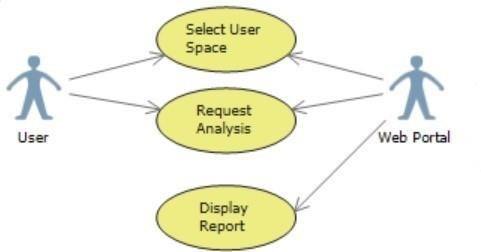 Select User
Space
Request
Analysis
User
Web Portal
Display
Report